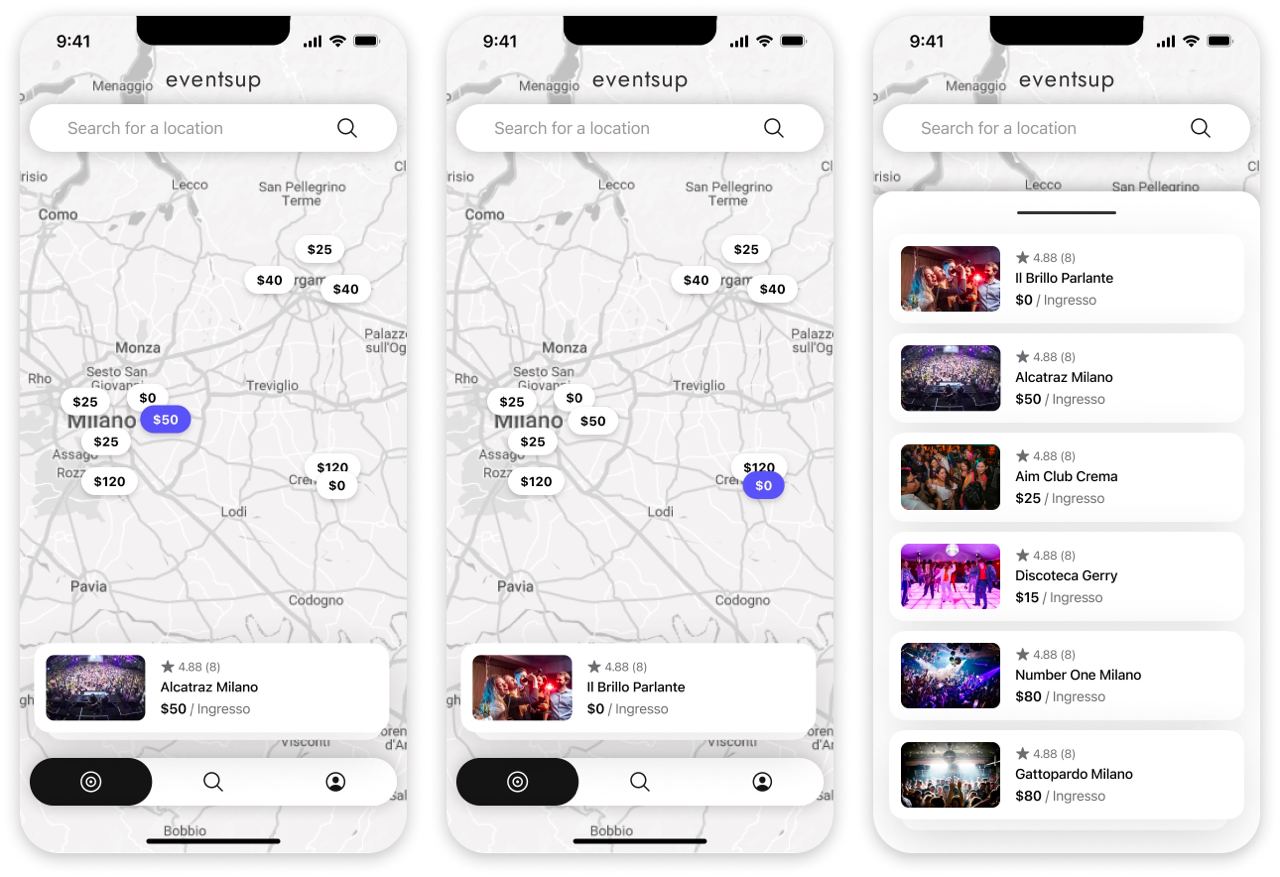 9:41
Menaggio
eventsup
Search for a location
risio
Lecco
San Pellegrino
Terme
Como
$25
$40
$40
Palazz
sull'Og
Monza
Rho
Sesto San
Giovanni
Treviglio
$25
$0
$50
Milano
$25
Assago
Rozz
$120
$120
$0
Cre
Lodi
Pavia
Codogno
4.88 (8)
Alcatraz Milano
$50 / Ingresso
Visconti
d'Ar
Bobbio
9:41
Menaggio
eventsup
Search for a location
risio
Lecco
San Pellegrino
Terme
Como
$25
$40
$40
Palazz
sull'Og
Monza
Rho
Sesto San
Giovanni
Treviglio
$25
$0
$50
Milano
$25
Assago
Rozz
$120
$120
$0
Cre
Lodi
Pavia
Codogno
4.88 (8)
Il Brillo Parlante
$0 / Ingresso
Visconti
d'Ar
Bobbio
9:41
Menaggio
eventsup
Search for a location
risio
Lecco
San Pellegrino
4.88 (8)
Il Brillo Parlante
$0 / Ingresso
4.88 (8)
Alcatraz Milano
$50 / Ingresso
4.88 (8)
Aim Club Crema
$25 / Ingresso
4.88 (8)
Discoteca Gerry
$15 / Ingresso
4.88 (8)
Number One Milano
$80 / Ingresso
4.88 (8)
Gattopardo Milano
$80 / Ingresso